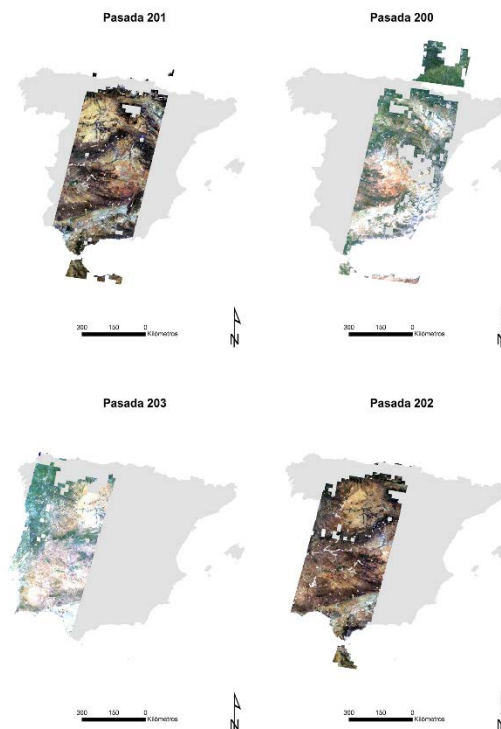 Pasada 201
Pasada 200
300 150 0
Kilómetros
N
300 150 0
Kilómetros
N
Pasada 203
Pasada 202
300 150 0
Kilómetros
N
300 150 0
Kilómetros
N